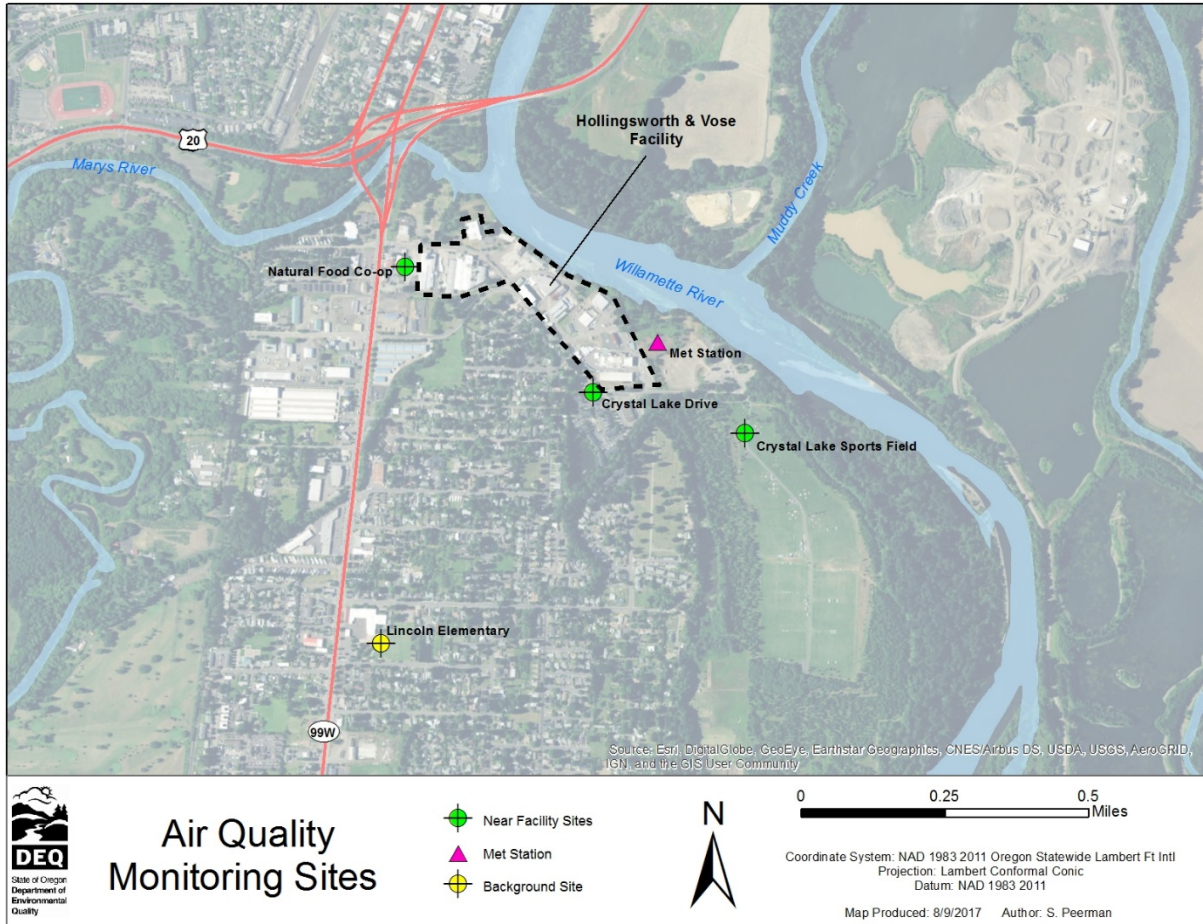 Hollingsworth & Vose
Facility
20
Marys River
Muddy Creek
Natural Food Co-op
Willamette River
Met Station
Crystal Lake Drive
Crystal Lake Sports Field
Lincoln Elementary
99W
Source: Esri, DigitalGlobe, GeoEye, Earthstar Geographics, CNES/Airbus DS, USDA, USGS, AeroGRID,
IGN, and the GIS User Community
DEQ
State of Oregon
Department of
Environmental
Quality
Air Quality
Monitoring Sites
Near Facility Sites
Met Station
Background Site
N
0 0.25 0.5
Miles
Coordinate System: NAD 1983 2011 Oregon Statewide Lambert Ft Intl
Projection: Lambert Conformal Conic
Datum: NAD 1983 2011
Map Produced: 8/9/2017 Author: S. Peerman